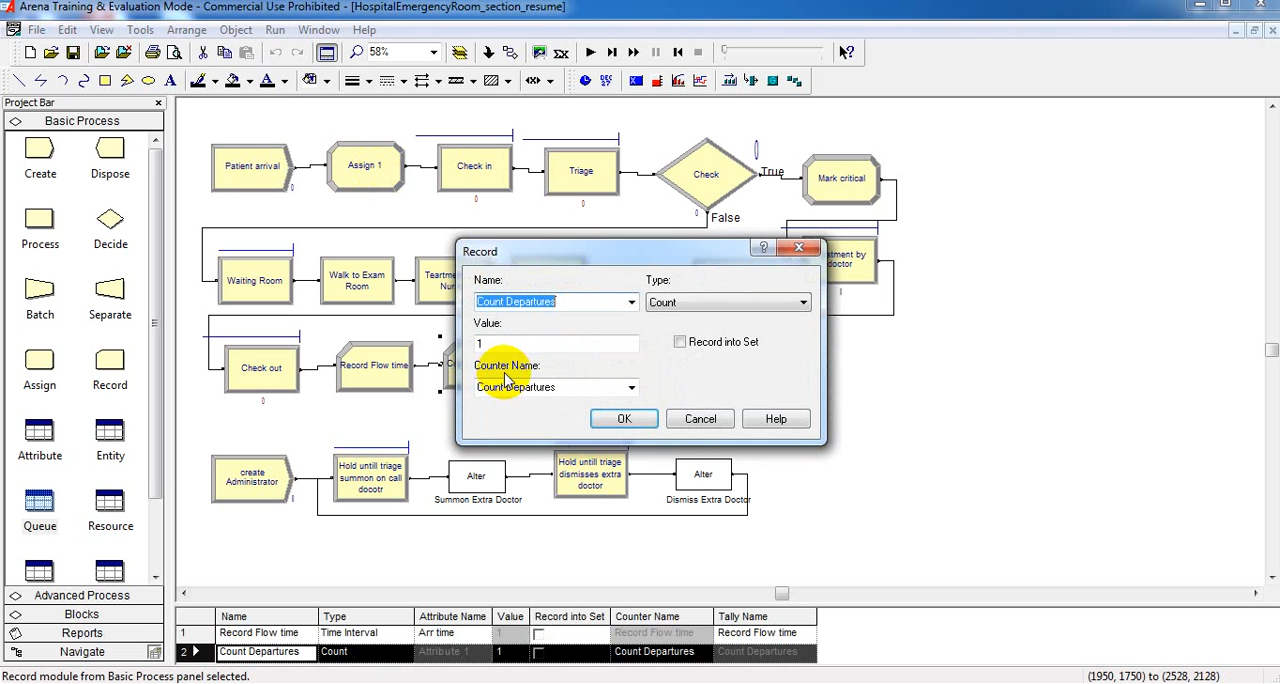 Arena Training & Evaluation Mode - Commercial Use Prohibited - [HospitalEmergencyRoom_section_resume]
File Edit View Tools Arrange Object Run Window Help
58%
Project Bar
Basic Process
Create
Dispose
Process
Decide
Batch
Separate
Assign
Record
Attribute
Entity
Queue
Resource
Advanced Process
Blocks
Reports
Navigate
Patient arrival
0
Assign 1
Check in
0
Triage
0
Check
0
0
True
False
Mark critical
Waiting Room
Walk to Exam
Room
Record
Name:
Type:
Count Departures
Count
Value:
1
Record into Set
Counter Name:
Count Departures
OK
Cancel
Help
doctor
Check out
0
Record Flow time
create
Administrator
Hold untill triage
summon on call
docotr
Alter
Summon Extra Doctor
Hold untill triage
dismisses extra
doctor
Alter
Dismiss Extra Doctor
Name Type Attribute Name Value Record into Set Counter Name Tally Name
1 Record Flow time Time Interval Arr time 1 Record Flow time Record Flow time
2 Count Departures Count Attribute 1 1 Count Departures Count Departures
Record module from Basic Process panel selected.
(1950, 1750) to (2528, 2128)